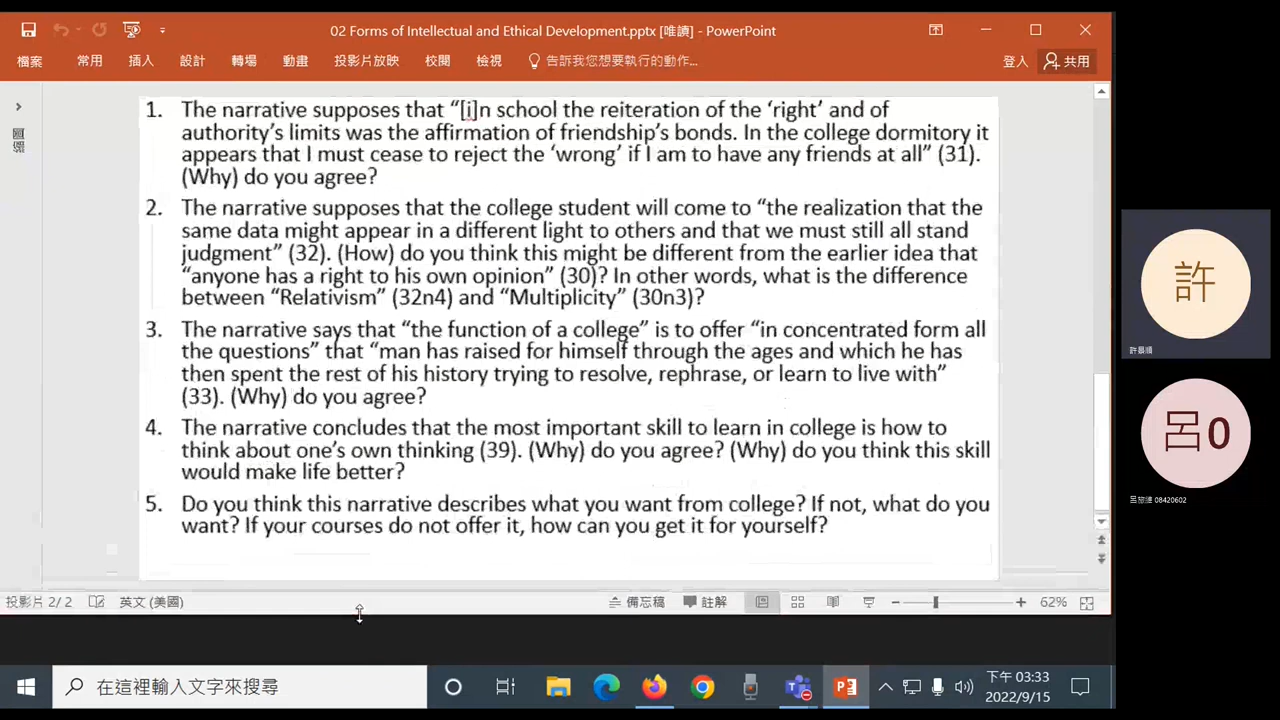 02 Forms of Intellectual and Ethical Development.pptx [唯讀] - PowerPoint
檔案 常用 插入 設計 轉場 動畫 投影片放映 校閱 檢視 告訴我您想要執行的動作... 登入 共用
1. The narrative supposes that “[i]n school the reiteration of the ‘right’ and of
authority’s limits was the affirmation of friendship’s bonds. In the college dormitory it
appears that I must cease to reject the ‘wrong’ if I am to have any friends at all” (31).
(Why) do you agree?
2. The narrative supposes that the college student will come to “the realization that the
same data might appear in a different light to others and that we must still all stand
judgment” (32). (How) do you think this might be different from the earlier idea that
“anyone has a right to his own opinion” (30)? In other words, what is the difference
between “Relativism” (32n4) and “Multiplicity” (30n3)?
3. The narrative says that “the function of a college” is to offer “in concentrated form all
the questions” that “man has raised for himself through the ages and which he has
then spent the rest of his history trying to resolve, rephrase, or learn to live with”
(33). (Why) do you agree?
4. The narrative concludes that the most important skill to learn in college is how to
think about one’s own thinking (39). (Why) do you agree? (Why) do you think this skill
would make life better?
5. Do you think this narrative describes what you want from college? If not, what do you
want? If your courses do not offer it, how can you get it for yourself?
許
許景順
呂0
08420602
投影片 2/2 英文 (美國) 備忘稿 註解 62%
在這裡輸入文字來搜尋
下午 03:33
2022/9/15